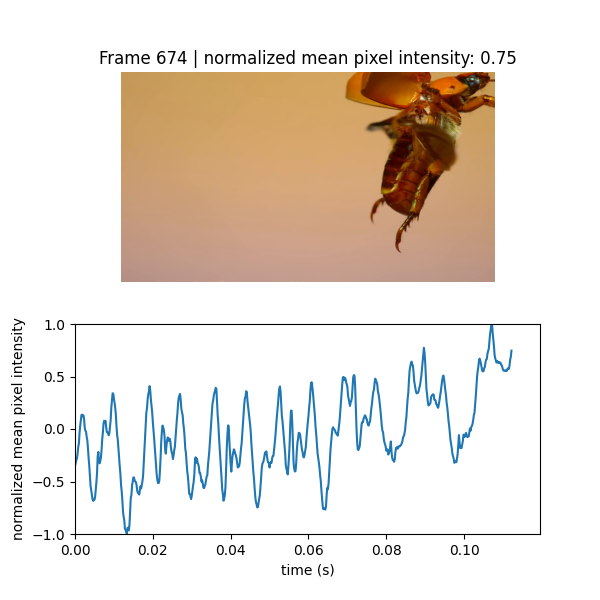 Frame 674 | normalized mean pixel intensity: 0.75
normalized mean pixel intensity
1.0
0.5
0.0
−0.5
−1.0
0.00 0.02 0.04 0.06 0.08 0.10
time (s)